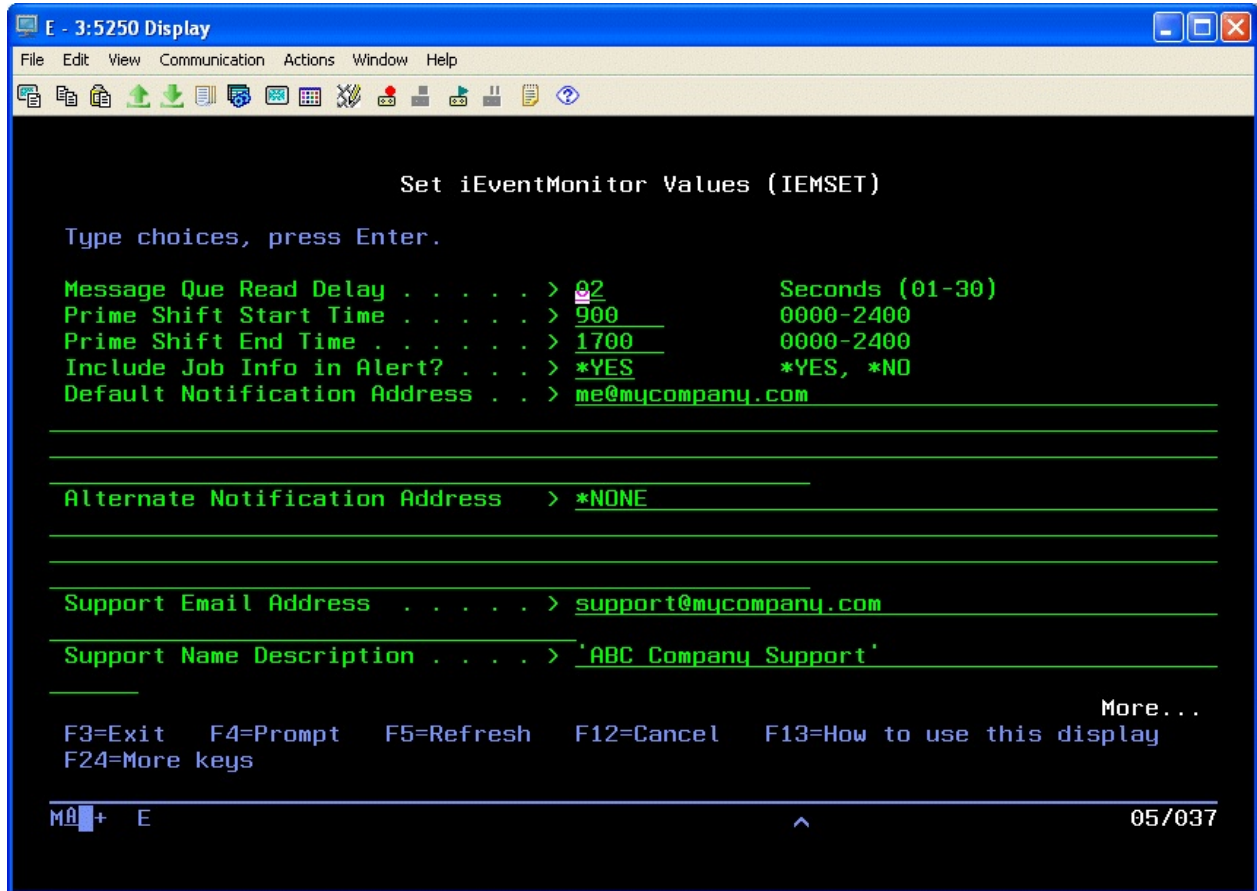 E - 3:5250 Display
File Edit View Communication Actions Window Help
Set iEventMonitor Values (IEMSET)
Type choices, press Enter.
Message Que Read Delay . . . . . > 02 Seconds (01-30)
Prime Shift Start Time . . . . . > 900 0000-2400
Prime Shift End Time . . . . . . > 1700 0000-2400
Include Job Info in Alert? . . . > *YES *YES, *NO
Default Notification Address . . > me@mycompany.com
Alternate Notification Address > *NONE
Support Email Address . . . . . > support@mycompany.com
Support Name Description . . . . > 'ABC Company Support'
More...
F3=Exit F4=Prompt F5=Refresh F12=Cancel F13=How to use this display
F24=More keys
MA + E ^ 05/037